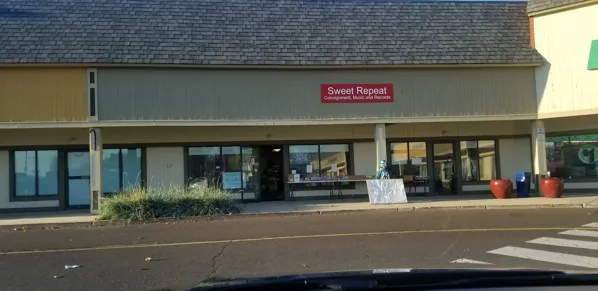 Sweet Repeat
Consignment, Music and Records